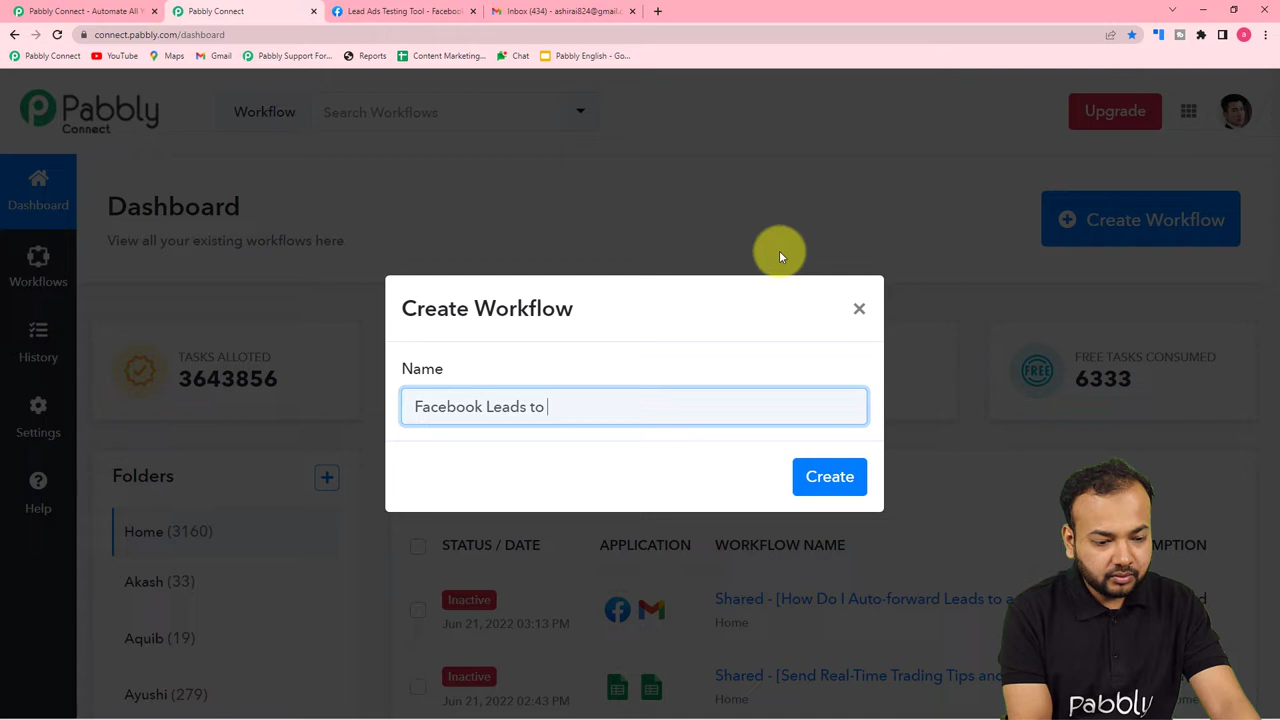 Pabbly Connect - Automate All Y
Pabbly Connect
Lead Ads Testing Tool - Facebook
Inbox (434) - ashirai824@gmail.c
connect.pabbly.com/dashboard
a
Pabbly Connect
YouTube
Maps
Gmail
Pabbly Support For...
Reports
Content Marketing...
Chat
Pabbly English - Go...
Pabbly
Connect
Workflow
Search Workflows
Upgrade
Dashboard
Workflows
History
Settings
Help
Dashboard
View all your existing workflows here
Create Workflow
Create Workflow
Name
Facebook Leads to
Create
TASKS ALLOTED
3643856
FREE TASKS CONSUMED
FREE
6333
Folders
Home (3160)
Akash (33)
Aquib (19)
Ayushi (279)
STATUS / DATE
APPLICATION
WORKFLOW NAME
Inactive
Jun 21, 2022 03:13 PM
Shared - [How Do I Auto-forward Leads to a
Home
Inactive
Jun 21, 2022 02:43 PM
Shared - [Send Real-Time Trading Tips and
Home
Pabbly